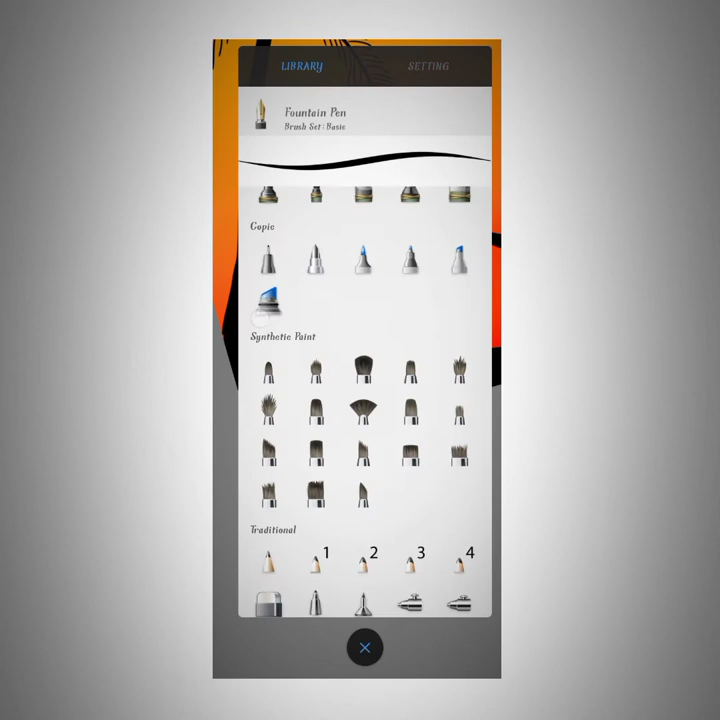 LIBRARY SETTING
Fountain Pen
Brush Set: Basic
Copic
Synthetic Paint
Traditional
1 2 3 4